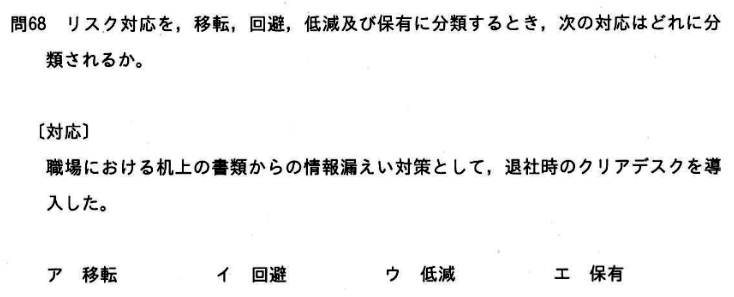 問68 リスク対応を，移転，回避，低減及び保有に分類するとき，次の対応はどれに分
類されるか。
〔対応〕
職場における机上の書類からの情報漏えい対策として，退社時のクリアデスクを導
入した。
ア 移転 イ 回避 ウ 低減 エ 保有